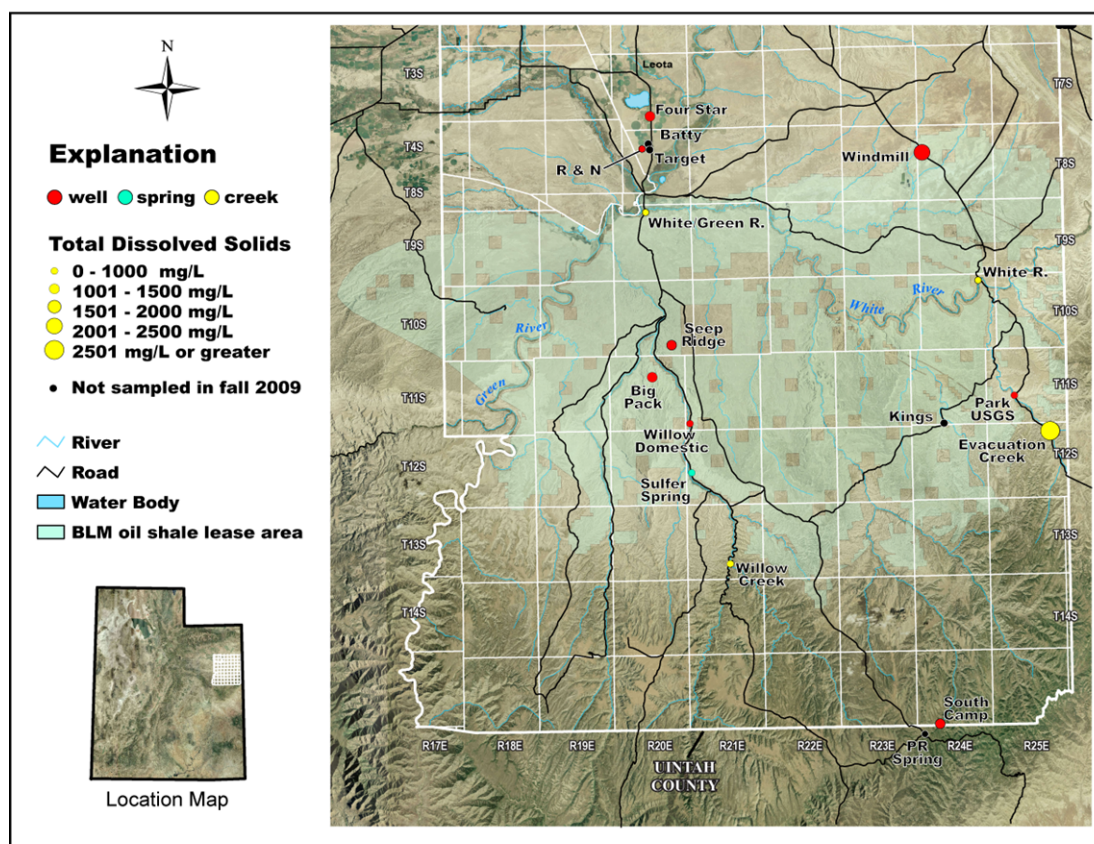 N
Explanation
well
spring
creek
Total Dissolved Solids
0 - 1000 mg/L
1001 - 1500 mg/L
1501 - 2000 mg/L
2001 - 2500 mg/L
2501 mg/L or greater
Not sampled in fall 2009
River
Road
Water Body
BLM oil shale lease area
Location Map
Leota
T3S
T7S
Four Star
Batty
T4S
Target
Windmill
T8S
R & N
T8S
White Green R.
T9S
T9S
White R.
River
White
T10S
River
T10S
Seep
Ridge
Green
Big
Pack
T11S
T11S
Park
USGS
Kings
Willow
Domestic
Evacuation
Creek
T12S
T12S
Sulfer
Spring
T13S
T13S
Willow
Creek
T14S
T14S
South
Camp
R17E
R18E
R19E
R20E
R21E
R22E
R23E
R24E
R25E
PR
Spring
UINTAH
COUNTY